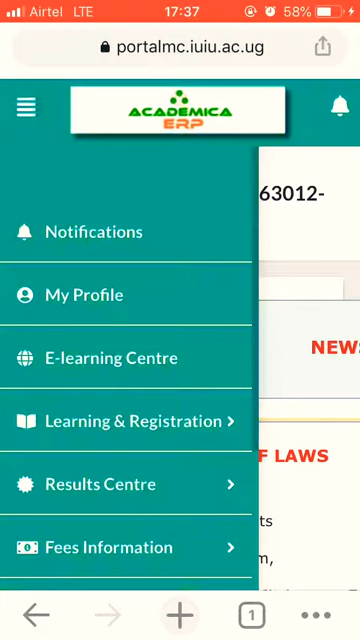 Airtel LTE 17:37 58%
portalmc.iuiu.ac.ug
ACADEMICA
ERP
63012-
Notifications
My Profile
E-learning Centre
NEWS
Learning & Registration
F LAWS
Results Centre
ts
Fees Information
m,
1